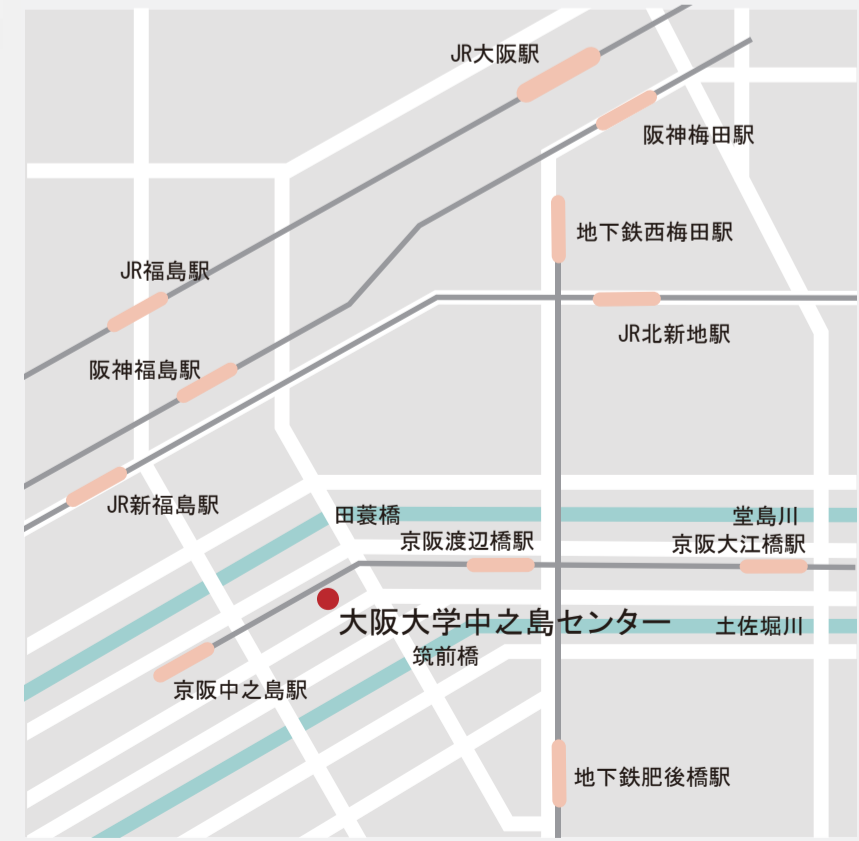 JR大阪駅
阪神梅田駅
地下鉄西梅田駅
JR福島駅
JR北新地駅
阪神福島駅
JR新福島駅
田蓑橋
堂島川
京阪渡辺橋駅
京阪大江橋駅
大阪大学中之島センター
土佐堀川
筑前橋
京阪中之島駅
地下鉄肥後橋駅